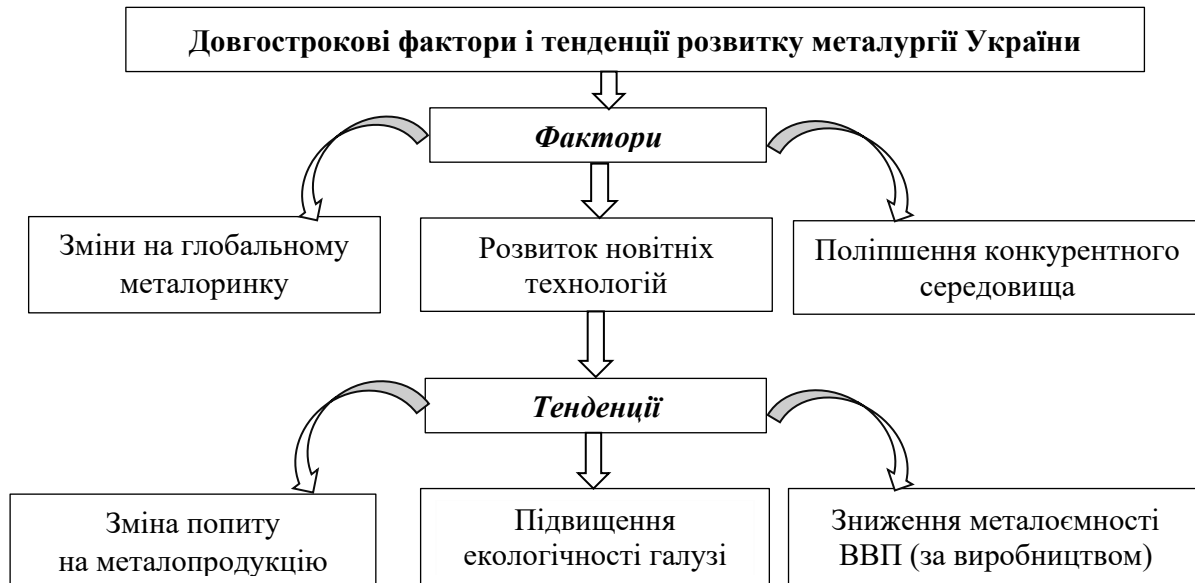 Довгострокові фактори і тенденції розвитку металургії України
Фактори
Зміни на глобальному
металоринку
Розвиток новітніх
технологій
Поліпшення конкурентного
середовища
Тенденції
Зміна попиту
на металопродукцію
Підвищення
екологічності галузі
Зниження металоємності
ВВП (за виробництвом)